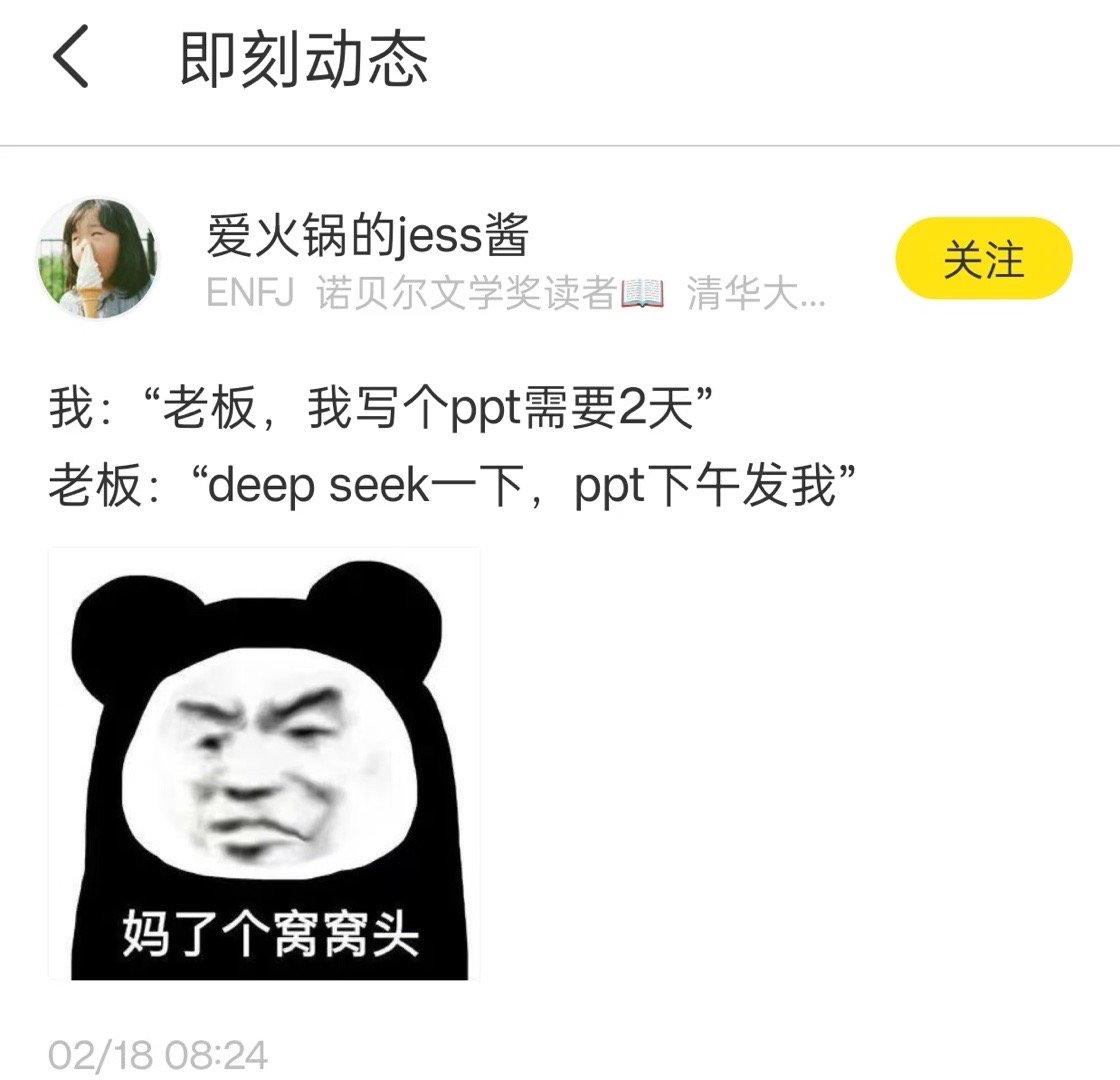 即刻动态
爱火锅的jess酱
关注
ENFJ 诺贝尔文学奖读者📖 清华大...
我：“老板，我写个ppt需要2天”
老板：“deep seek一下，ppt下午发我”
妈了个窝窝头
02/18 08:24